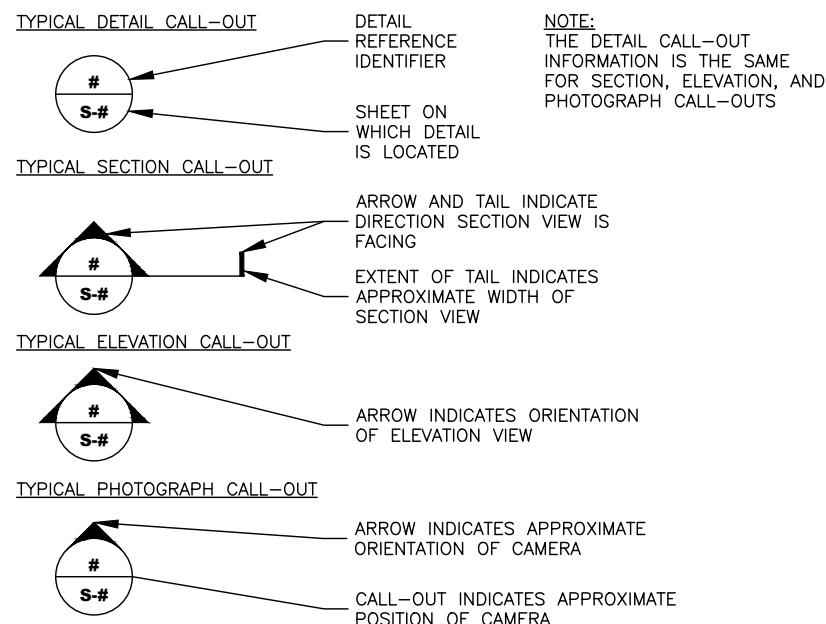 TYPICAL DETAIL CALL-OUT
#
S-#
DETAIL
REFERENCE
IDENTIFIER
SHEET ON
WHICH DETAIL
IS LOCATED
NOTE:
THE DETAIL CALL-OUT
INFORMATION IS THE SAME
FOR SECTION, ELEVATION, AND
PHOTOGRAPH CALL-OUTS
TYPICAL SECTION CALL-OUT
#
S-#
ARROW AND TAIL INDICATE
DIRECTION SECTION VIEW IS
FACING
EXTENT OF TAIL INDICATES
APPROXIMATE WIDTH OF
SECTION VIEW
TYPICAL ELEVATION CALL-OUT
#
S-#
ARROW INDICATES ORIENTATION
OF ELEVATION VIEW
TYPICAL PHOTOGRAPH CALL-OUT
#
S-#
ARROW INDICATES APPROXIMATE
ORIENTATION OF CAMERA
CALL-OUT INDICATES APPROXIMATE
POSITION OF CAMERA